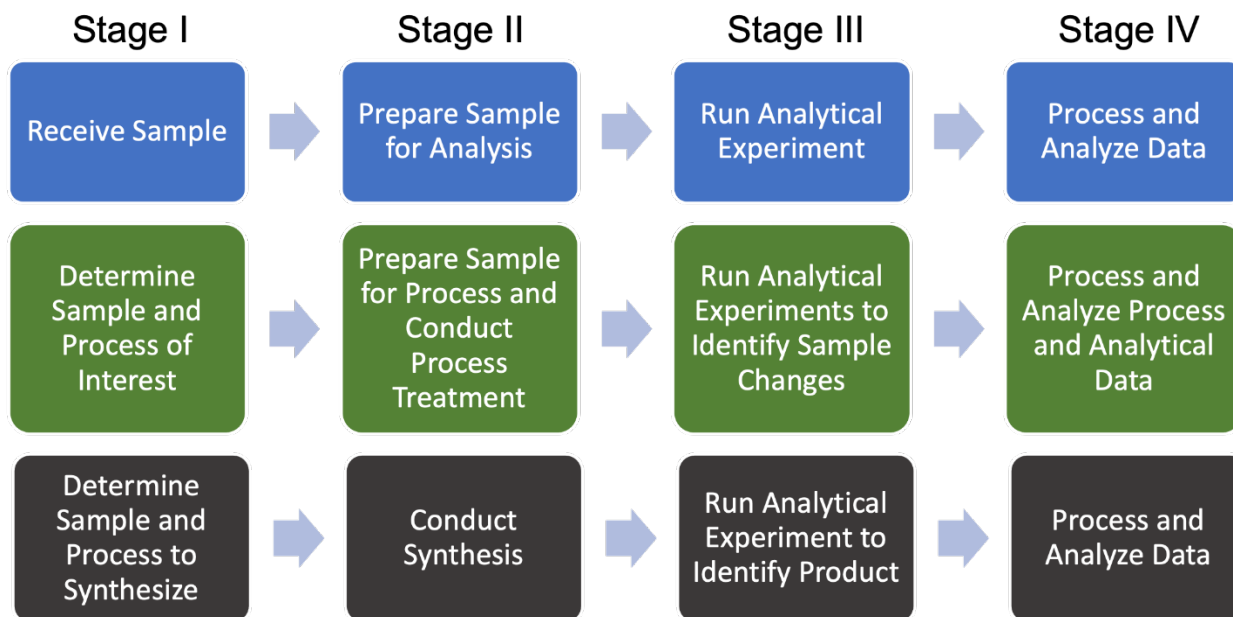 Stage I
Stage II
Stage III
Stage IV
Receive Sample
Prepare Sample
for Analysis
Run Analytical
Experiment
Process and
Analyze Data
Determine
Sample and
Process of
Interest
Prepare Sample
for Process and
Conduct
Process
Treatment
Run Analytical
Experiments to
Identify Sample
Changes
Process and
Analyze Process
and Analytical
Data
Determine
Sample and
Process to
Synthesize
Conduct
Synthesis
Run Analytical
Experiment to
Identify Product
Process and
Analyze Data